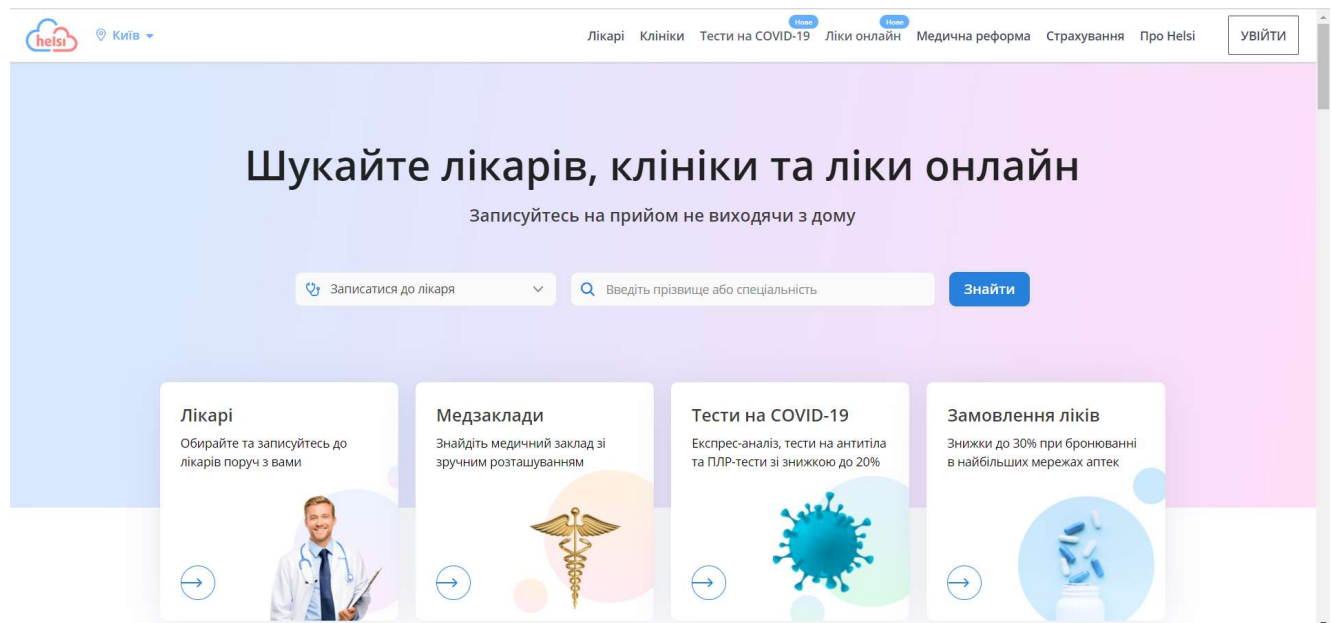 helsi
Київ
Нове
Нове
Лікарі Клініки Тести на COVID-19 Ліки онлайн Медична реформа Страхування Про Helsi УВІЙТИ
Шукайте лікарів, клініки та ліки онлайн
Записуйтесь на прийом не виходячи з дому
Записатися до лікаря
Введіть прізвище або спеціальність
Знайти
Лікарі
Обирайте та записуйтесь до
лікарів поруч з вами
Медзаклади
Знайдіть медичний заклад зі
зручним розташуванням
Тести на COVID-19
Експрес-аналіз, тести на антитіла
та ПЛР-тести зі знижкою до 20%
Замовлення ліків
Знижки до 30% при бронюванні
в найбільших мережах аптек